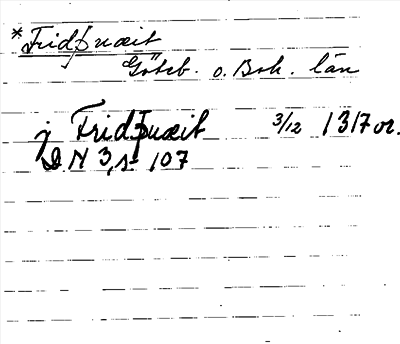 *Fridþuæit
Göteb. o. Boh. län
j Fridþuæit 3/12 1317 or.
DN 3, s 107